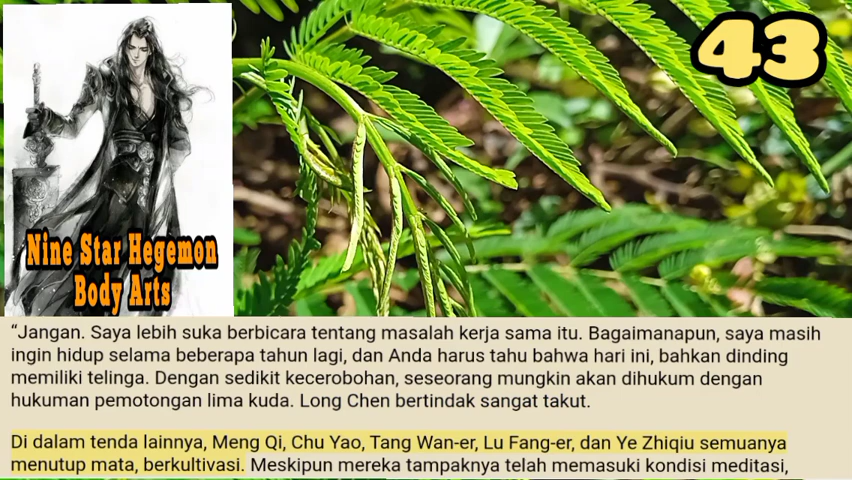 43
Nine Star Hegemon
Body Arts
“Jangan. Saya lebih suka berbicara tentang masalah kerja sama itu. Bagaimanapun, saya masih
ingin hidup selama beberapa tahun lagi, dan Anda harus tahu bahwa hari ini, bahkan dinding
memiliki telinga. Dengan sedikit kecerobohan, seseorang mungkin akan dihukum dengan
hukuman pemotongan lima kuda. Long Chen bertindak sangat takut.
Di dalam tenda lainnya, Meng Qi, Chu Yao, Tang Wan-er, Lu Fang-er, dan Ye Zhiqiu semuanya
menutup mata, berkultivasi. Meskipun mereka tampaknya telah memasuki kondisi meditasi,